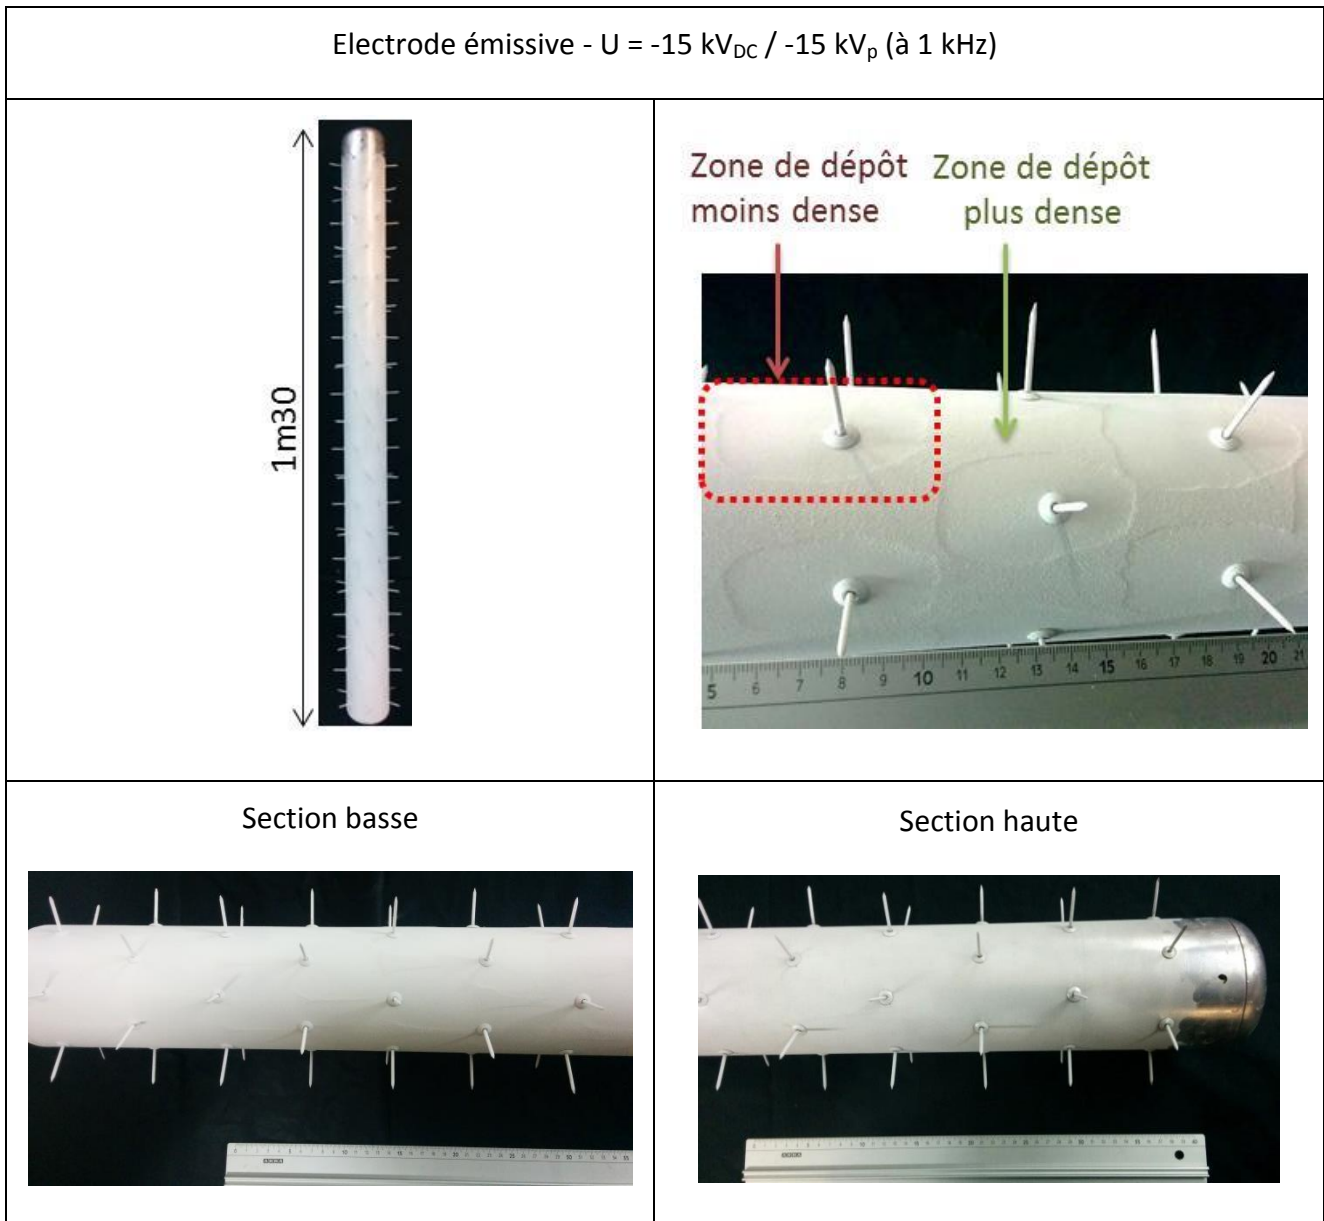 Electrode émissive - U = -15 kVDC / -15 kVp (à 1 kHz)
1m30
Zone de dépôt
moins dense
Zone de dépôt
plus dense
5 6 7 8 9 10 11 12 13 14 15 16 17 18 19 20 21
Section basse
Section haute